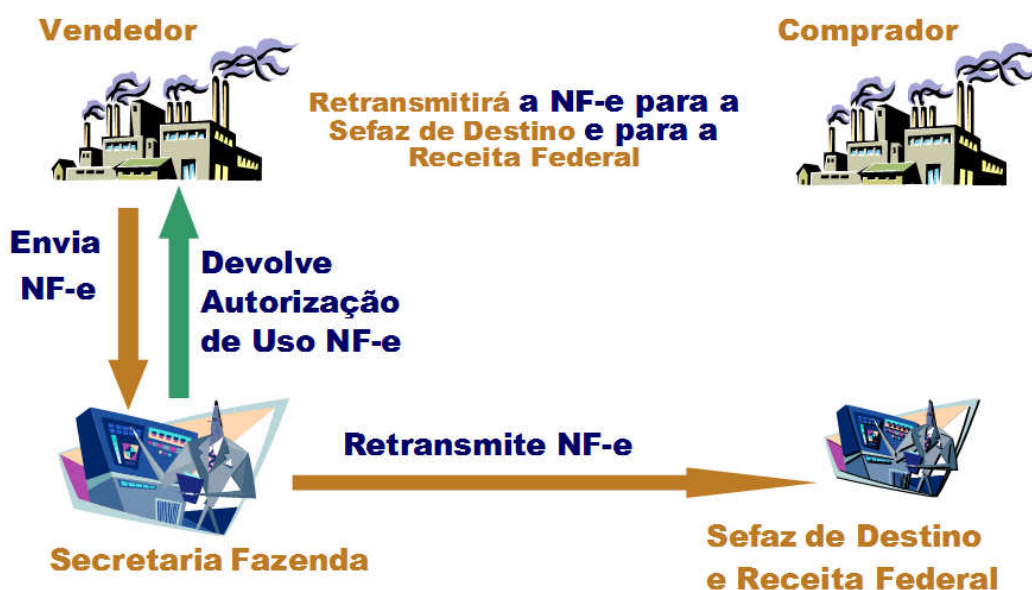 Vendedor
Comprador
Retransmitirá a NF-e para a
Sefaz de Destino e para a
Receita Federal
Envia
NF-e
Devolve
Autorização
de Uso NF-e
Retransmite NF-e
Secretaria Fazenda
Sefaz de Destino
e Receita Federal